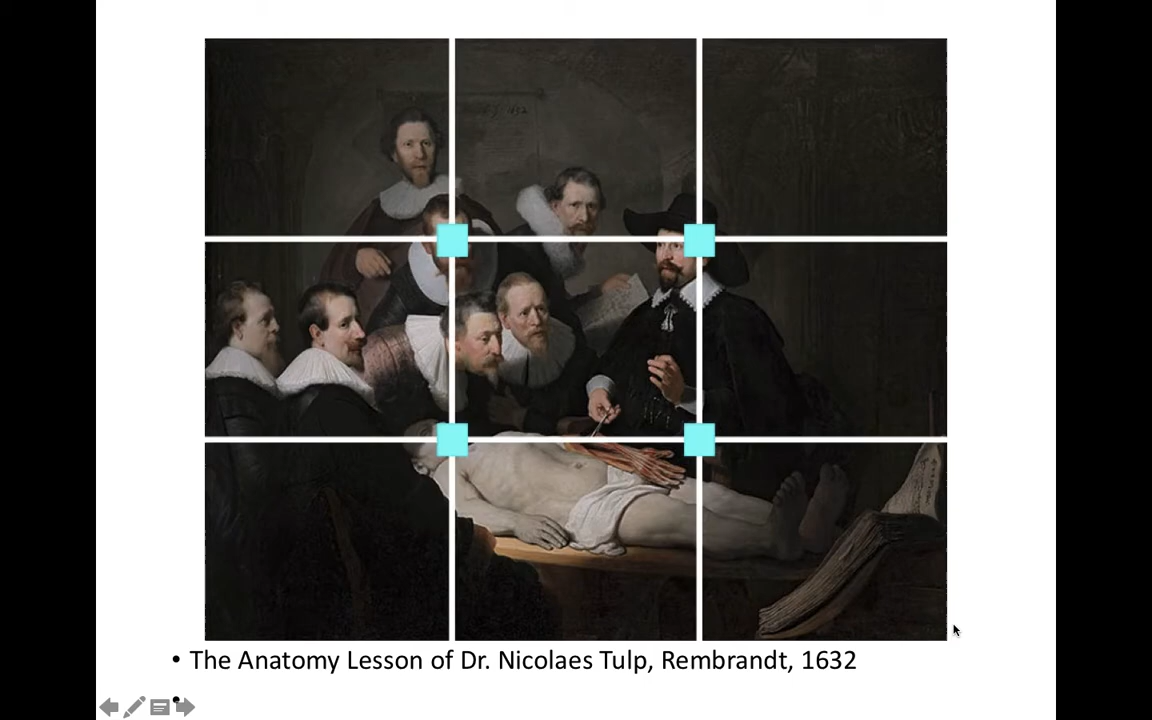 • The Anatomy Lesson of Dr. Nicolaes Tulp, Rembrandt, 1632